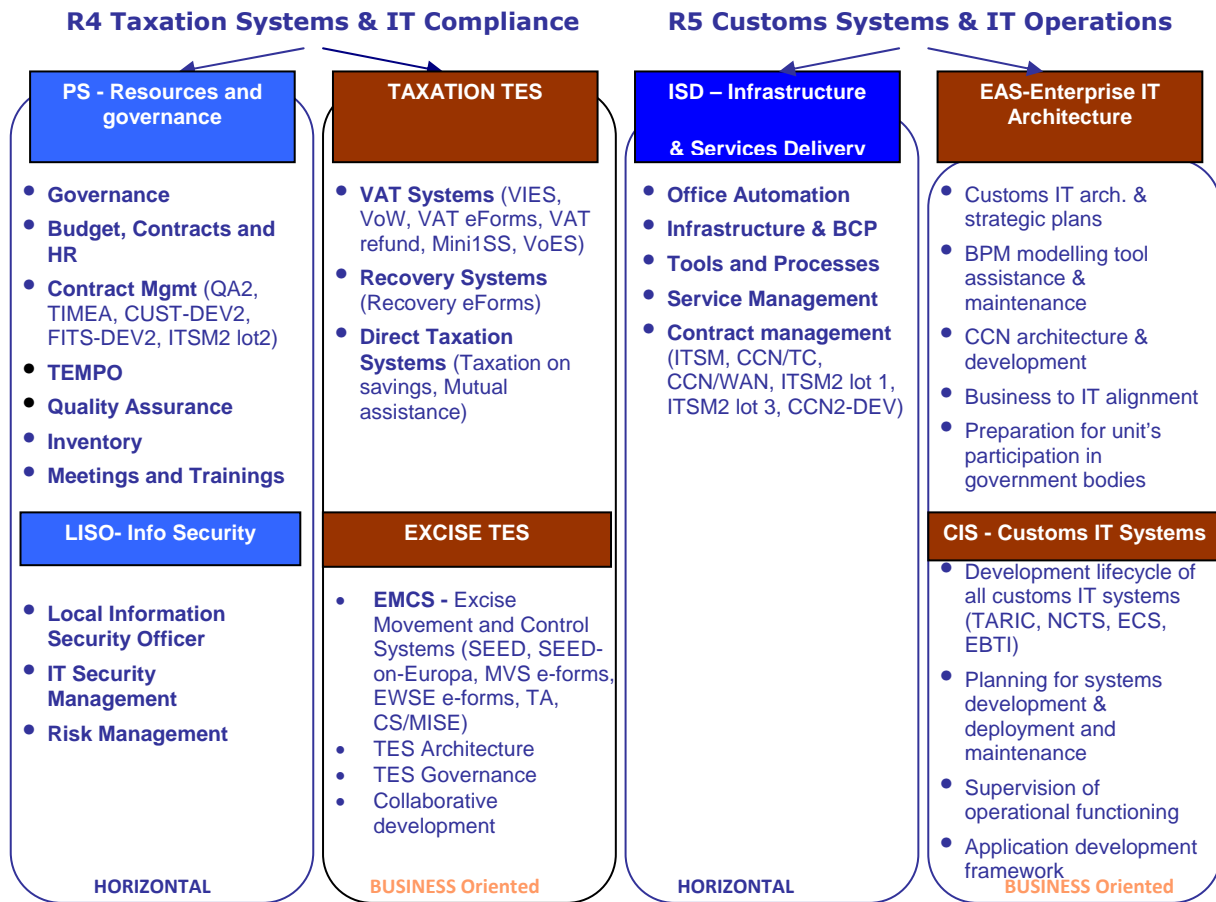 R4 Taxation Systems & IT Compliance
R5 Customs Systems & IT Operations
PS - Resources and
governance
• Governance
• Budget, Contracts and
HR
• Contract Mgmt (QA2,
TIMEA, CUST-DEV2,
FITS-DEV2, ITSM2 lot2)
• TEMPO
• Quality Assurance
• Inventory
• Meetings and Trainings
LISO- Info Security
• Local Information
Security Officer
• IT Security
Management
• Risk Management
HORIZONTAL
TAXATION TES
• VAT Systems (VIES,
VoW, VAT eForms, VAT
refund, Mini1SS, VoES)
• Recovery Systems
(Recovery eForms)
• Direct Taxation
Systems (Taxation on
savings, Mutual
assistance)
EXCISE TES
• EMCS - Excise
Movement and Control
Systems (SEED, SEED-
on-Europa, MVS e-forms,
EWSE e-forms, TA,
CS/MISE)
• TES Architecture
• TES Governance
• Collaborative
development
BUSINESS Oriented
ISD – Infrastructure
& Services Delivery
• Office Automation
• Infrastructure & BCP
• Tools and Processes
• Service Management
• Contract management
(ITSM, CCN/TC,
CCN/WAN, ITSM2 lot 1,
ITSM2 lot 3, CCN2-DEV)
HORIZONTAL
EAS-Enterprise IT
Architecture
• Customs IT arch. &
strategic plans
• BPM modelling tool
assistance &
maintenance
• CCN architecture &
development
• Business to IT alignment
• Preparation for unit's
participation in
government bodies
CIS - Customs IT Systems
• Development lifecycle of
all customs IT systems
(TARIC, NCTS, ECS,
EBTI)
• Planning for systems
development &
deployment and
maintenance
• Supervision of
operational functioning
• Application development
framework
BUSINESS Oriented